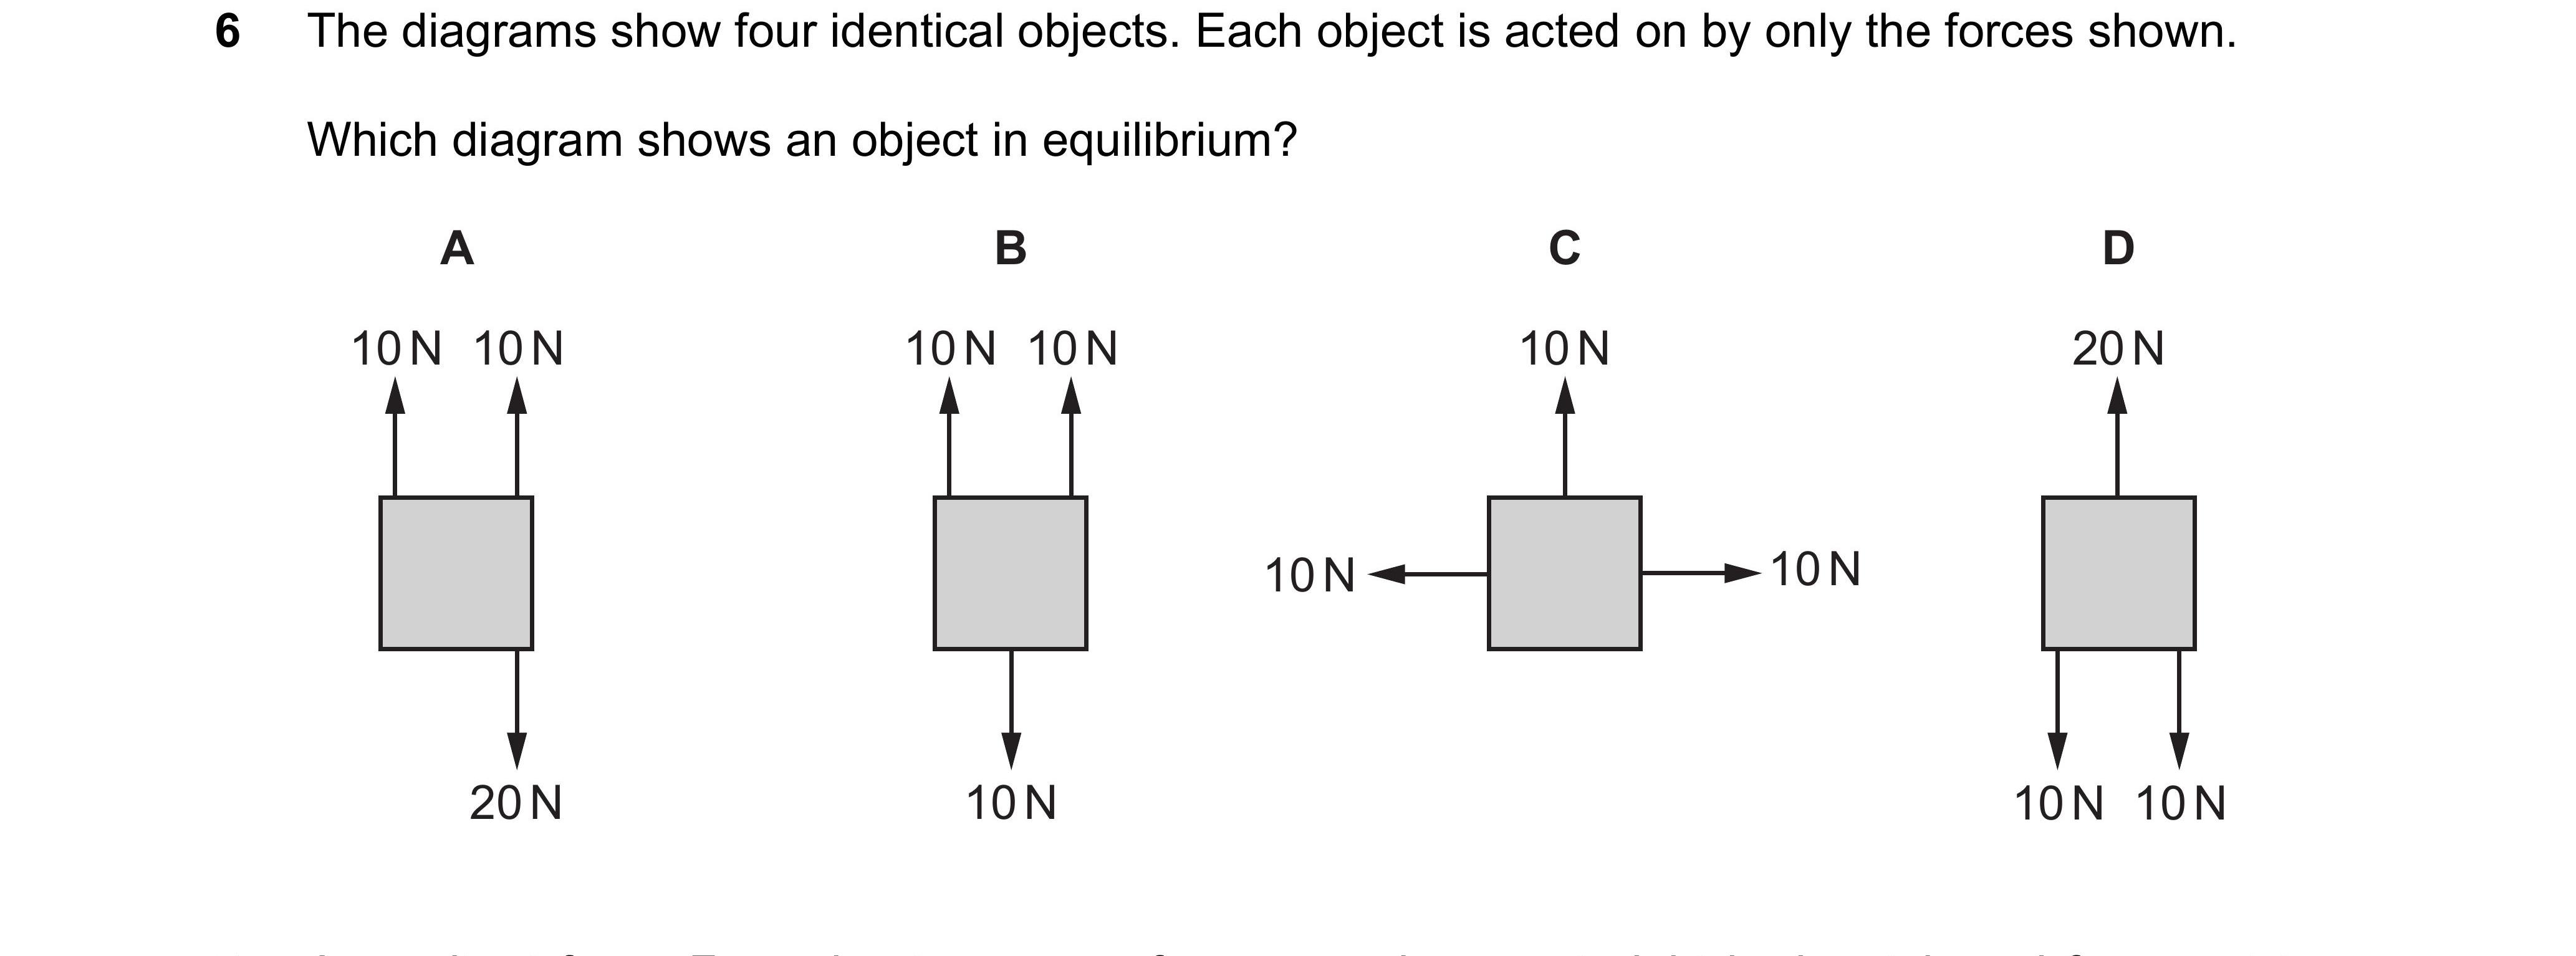 6 The diagrams show four identical objects. Each object is acted on by only the forces shown.
Which diagram shows an object in equilibrium?
A B C D
10 N 10 N 10 N 10 N 10 N 20 N
10 N 10 N
20 N 10 N 10 N 10 N